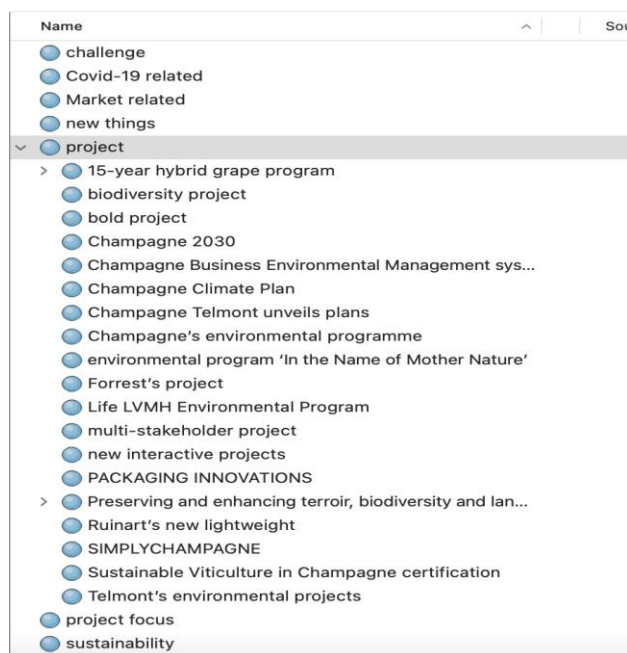 Name Sou
challenge
Covid-19 related
Market related
new things
project
15-year hybrid grape program
biodiversity project
bold project
Champagne 2030
Champagne Business Environmental Management sys...
Champagne Climate Plan
Champagne Telmont unveils plans
Champagne's environmental programme
environmental program ‘In the Name of Mother Nature’
Forrest's project
Life LVMH Environmental Program
multi-stakeholder project
new interactive projects
PACKAGING INNOVATIONS
Preserving and enhancing terroir, biodiversity and lan...
Ruinart's new lightweight
SIMPLYCHAMPAGNE
Sustainable Viticulture in Champagne certification
Telmont's environmental projects
project focus
sustainability